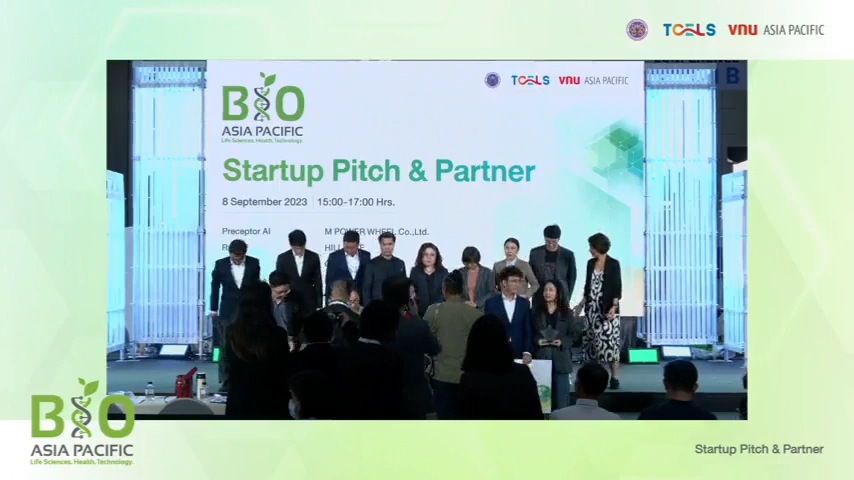 TCELS vnu ASIA PACIFIC
BIO
ASIA PACIFIC
Life Sciences, Health, Technology.
TCELS vnu ASIA PACIFIC
Startup Pitch & Partner
8 September 2023 15:00-17:00 Hrs.
Preceptor AI
M POWER WHEEL Co.,Ltd.
B
BIO
ASIA PACIFIC
Life Sciences, Health, Technology.
Startup Pitch & Partner